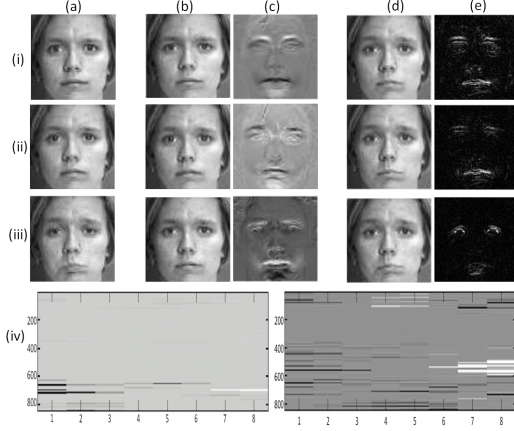 (a) (b) (c) (d) (e)
(i)
(ii)
(iii)
(iv)
200 200
400 400
600 600
800 800
1 2 3 4 5 6 7 8 1 2 3 4 5 6 7 8